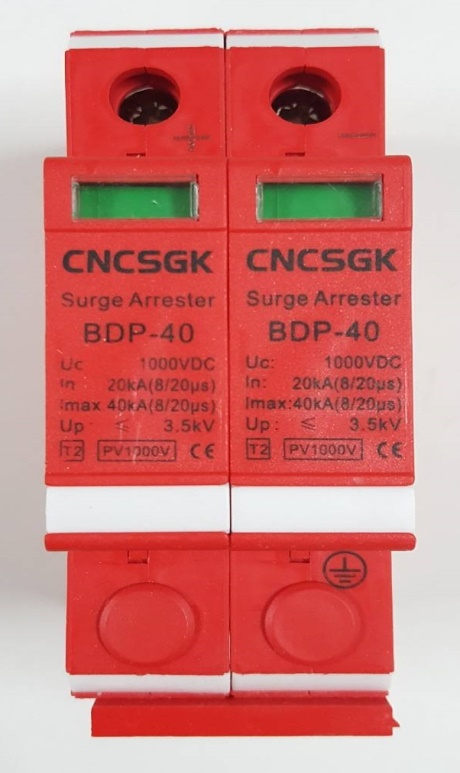 + −
CNCSGK
Surge Arrester
BDP-40
Uc 1000VDC
In : 20kA(8/20µs)
Imax 40kA(8/20µs)
Up : ≤ 3.5kV
T2 PV1000V CE
CNCSGK
Surge Arrester
BDP-40
Uc: 1000VDC
In: 20kA(8/20µs)
Imax:40kA(8/20µs)
Up : ≤ 3.5kV
T2 PV1000V CE